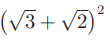 (√3 + √2)²